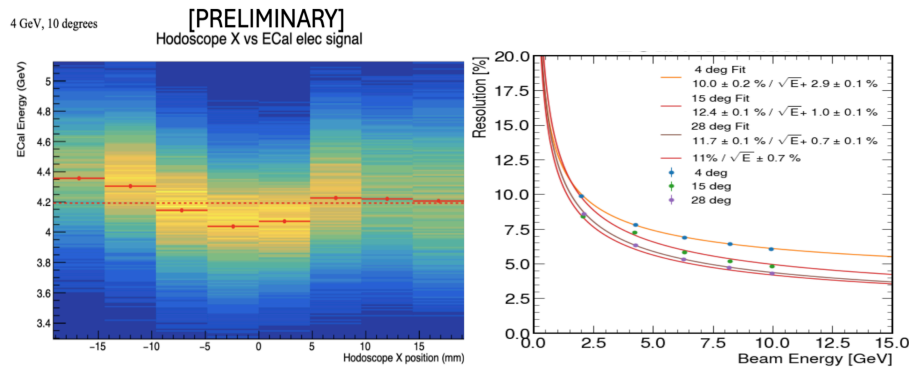 4 GeV, 10 degrees
[PRELIMINARY]
Hodoscope X vs ECal elec signal
ECal Energy (GeV)
5
4.8
4.6
4.4
4.2
4
3.8
3.6
3.4
−15
−10
−5
0
5
10
15
Hodoscope X position (mm)
Resolution [%]
20.0
17.5
15.0
12.5
10.0
7.5
5.0
2.5
0.0
4 deg Fit
10.0 ± 0.2 % / √E+ 2.9 ± 0.1 %
15 deg Fit
12.4 ± 0.1 % / √E+ 1.0 ± 0.1 %
28 deg Fit
11.7 ± 0.1 % / √E+ 0.7 ± 0.1 %
11% / √E ± 0.7 %
4 deg
15 deg
28 deg
0.0
2.5
5.0
7.5
10.0
12.5
15.0
Beam Energy [GeV]